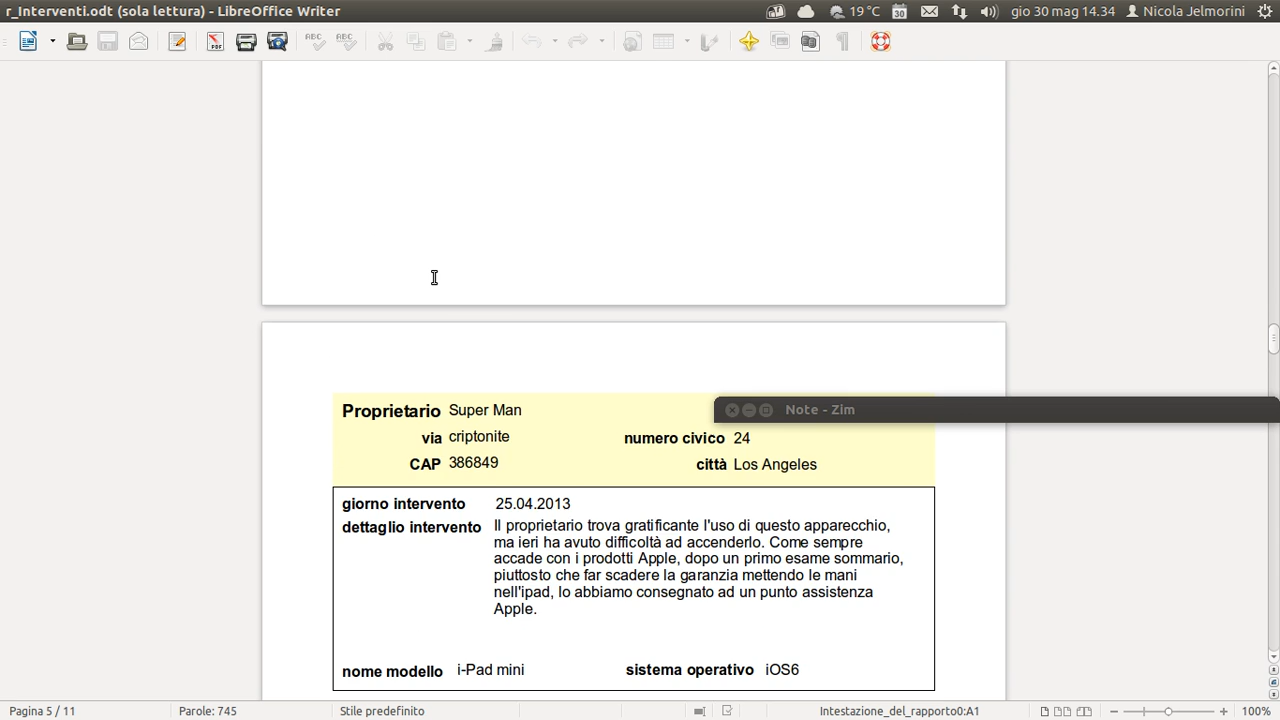 r_Interventi.odt (sola lettura) - LibreOffice Writer
19 °C
30
gio 30 mag 14.34
Nicola Jelmorini
PDF
ABC
ABC
Proprietario Super Man
Note - Zim
via criptonite
numero civico 24
CAP 386849
città Los Angeles
giorno intervento 25.04.2013
dettaglio intervento Il proprietario trova gratificante l'uso di questo apparecchio,
ma ieri ha avuto difficoltà ad accenderlo. Come sempre
accade con i prodotti Apple, dopo un primo esame sommario,
piuttosto che far scadere la garanzia mettendo le mani
nell'ipad, lo abbiamo consegnato ad un punto assistenza
Apple.
nome modello i-Pad mini
sistema operativo iOS6
Pagina 5 / 11
Parole: 745
Stile predefinito
Intestazione_del_rapporto0:A1
100%